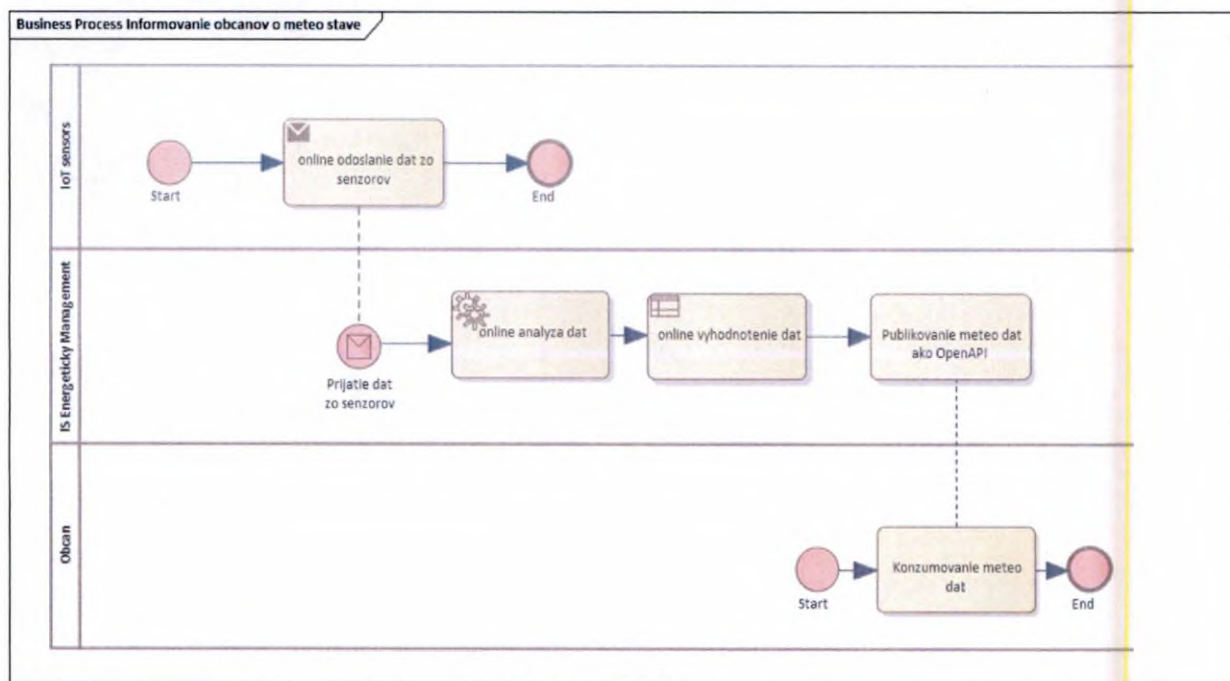 Business Process Informovanie obcanov o meteo stave
IoT sensors
Start
online odoslanie dat zo
senzorov
End
IS Energeticky Management
Prijatie dat
zo senzorov
online analyza dat
online vyhodnotenie dat
Publikovanie meteo dat
ako OpenAPI
Obcan
Start
Konzumovanie meteo
dat
End